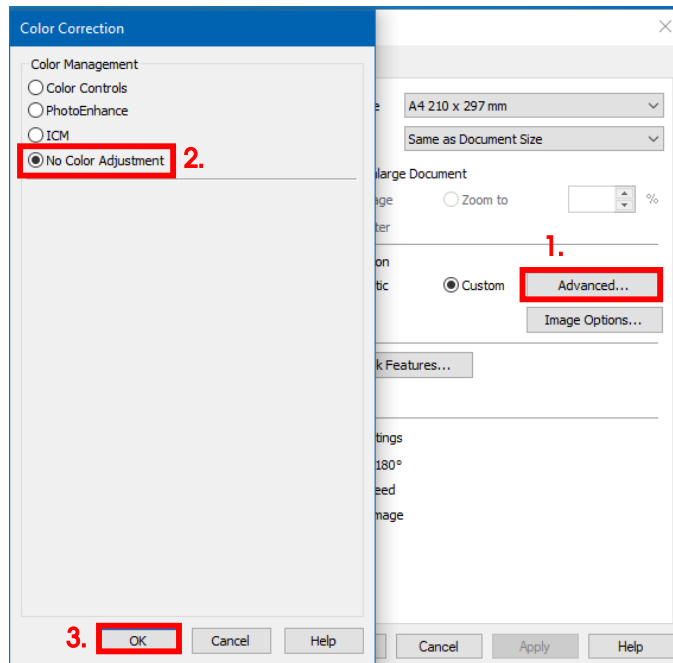 Color Correction
Color Management
Color Controls
PhotoEnhance
ICM
No Color Adjustment
2.
3.
OK
Cancel
Help
A4 210 x 297 mm
Same as Document Size
Document
Zoom to
%
1.
Custom
Advanced...
Image Options...
Features...
180°
Cancel
Apply
Help